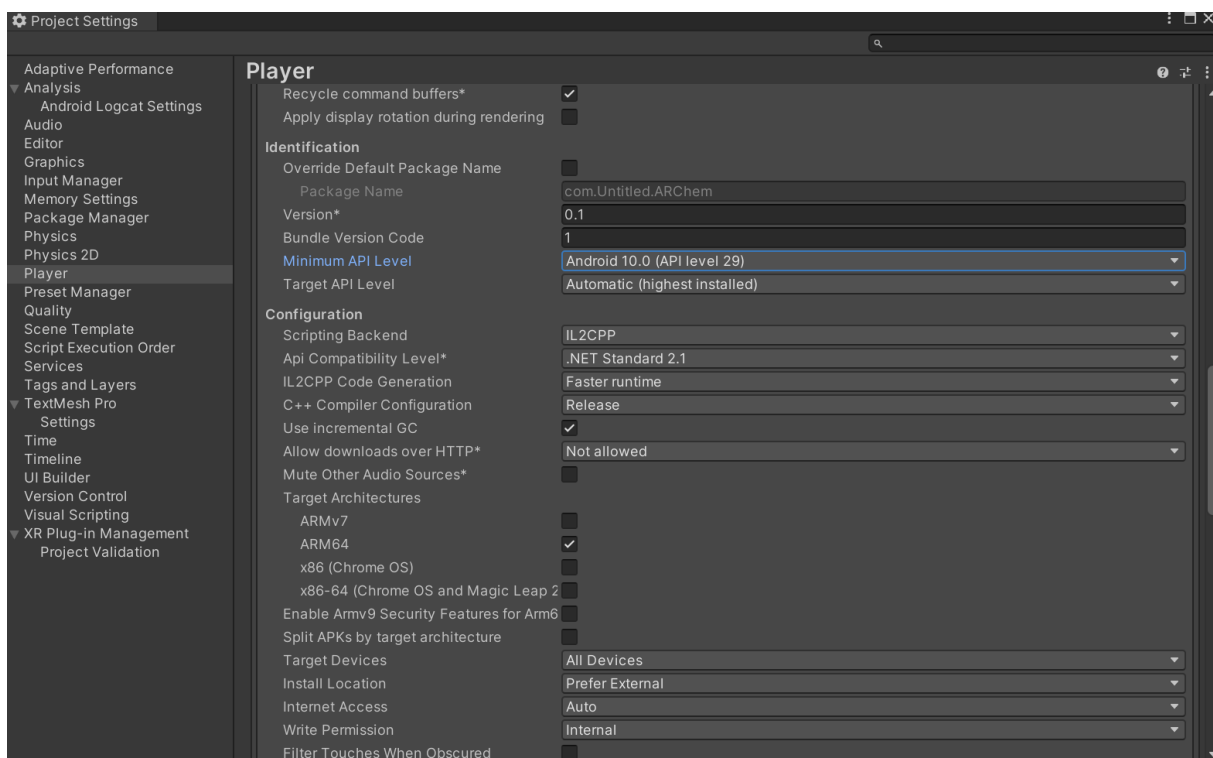 Project Settings
Adaptive Performance
Analysis
Android Logcat Settings
Audio
Editor
Graphics
Input Manager
Memory Settings
Package Manager
Physics
Physics 2D
Player
Preset Manager
Quality
Scene Template
Script Execution Order
Services
Tags and Layers
TextMesh Pro
Settings
Time
Timeline
UI Builder
Version Control
Visual Scripting
XR Plug-in Management
Project Validation
Player
Recycle command buffers*
Apply display rotation during rendering
Identification
Override Default Package Name
Package Name com.Untitled.ARChem
Version* 0.1
Bundle Version Code 1
Minimum API Level Android 10.0 (API level 29)
Target API Level Automatic (highest installed)
Configuration
Scripting Backend IL2CPP
Api Compatibility Level* .NET Standard 2.1
IL2CPP Code Generation Faster runtime
C++ Compiler Configuration Release
Use incremental GC
Allow downloads over HTTP* Not allowed
Mute Other Audio Sources*
Target Architectures
ARMv7
ARM64
x86 (Chrome OS)
x86-64 (Chrome OS and Magic Leap 2
Enable Armv9 Security Features for Arm6
Split APKs by target architecture
Target Devices All Devices
Install Location Prefer External
Internet Access Auto
Write Permission Internal
Filter Touches When Obscured